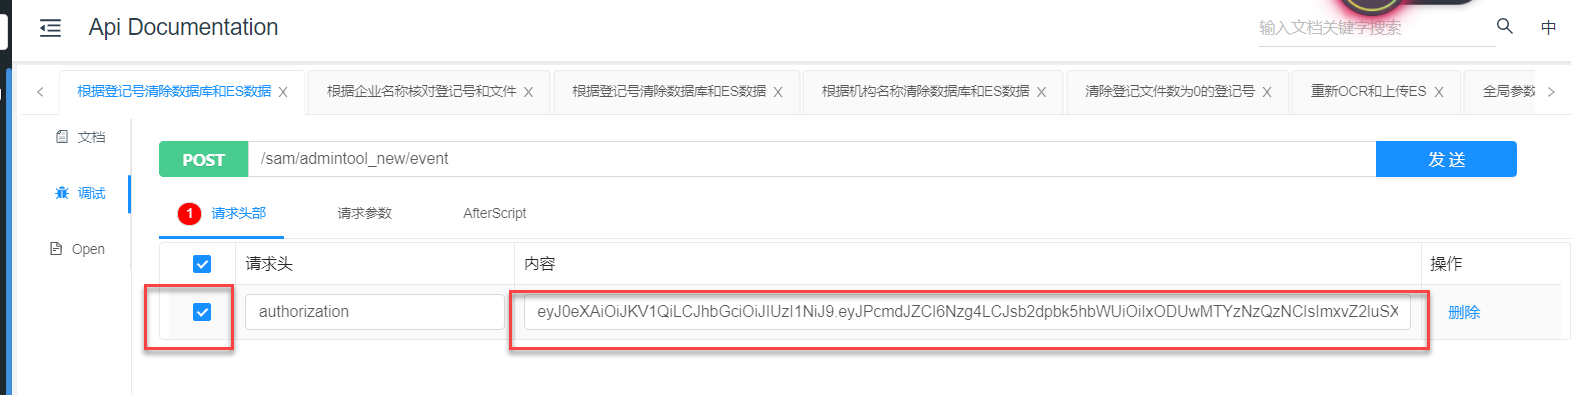 Api Documentation
输入文档关键字搜索
中
根据登记号清除数据库和ES数据 X
根据企业名称核对登记号和文件 X
根据登记号清除数据库和ES数据 X
根据机构名称清除数据库和ES数据 X
清除登记文件数为0的登记号 X
重新OCR和上传ES X
全局参数
文档
POST /sam/admintool_new/event 发 送
调试
1 请求头部 请求参数 AfterScript
Open
请求头 内容 操作
authorization eyJ0eXAiOiJKV1QiLCJhbGciOiJIUzI1NiJ9.eyJPcmdJZCI6Nzg4LCJsb2dpbk5hbWUiOiIxODUwMTYzNzQzNCIsImxvZ2luSX 删除